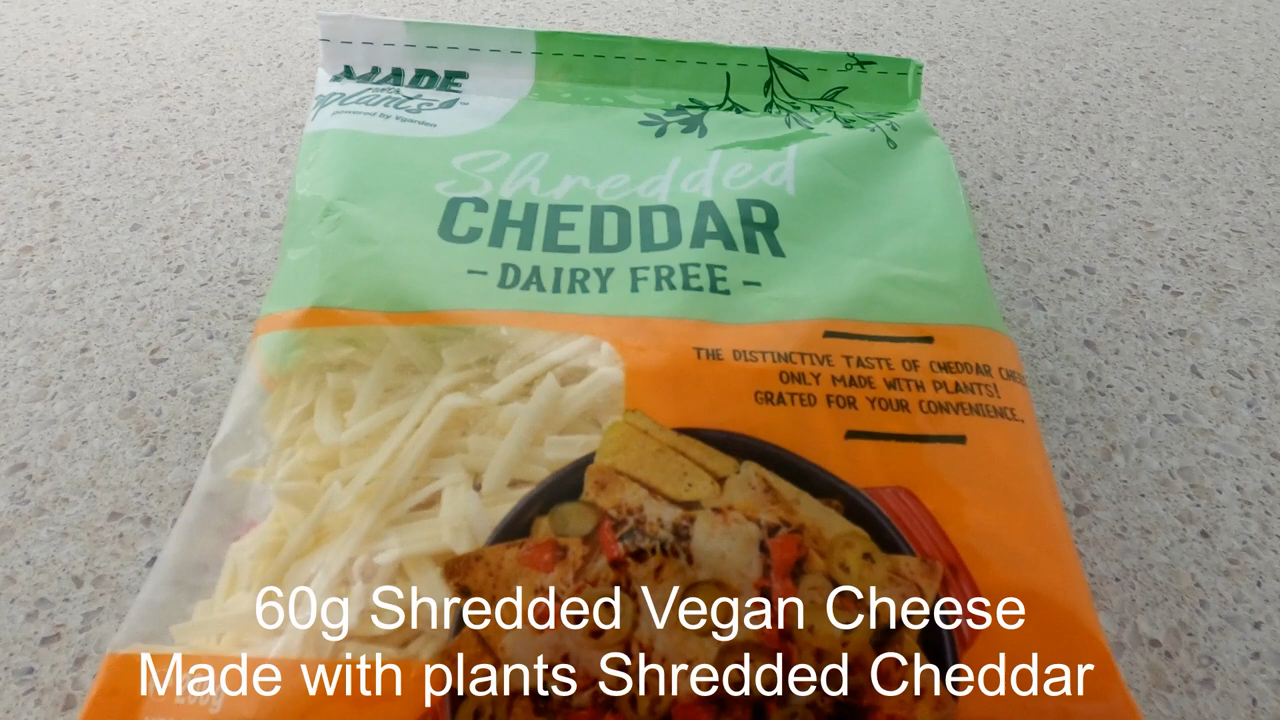 MADE
with
plants
powered by Vgarden
Shredded
CHEDDAR
- DAIRY FREE -
THE DISTINCTIVE TASTE OF CHEDDAR
ONLY MADE WITH PLANTS!
GRATED FOR YOUR CONVENIENCE.
60g Shredded Vegan Cheese
Made with plants Shredded Cheddar